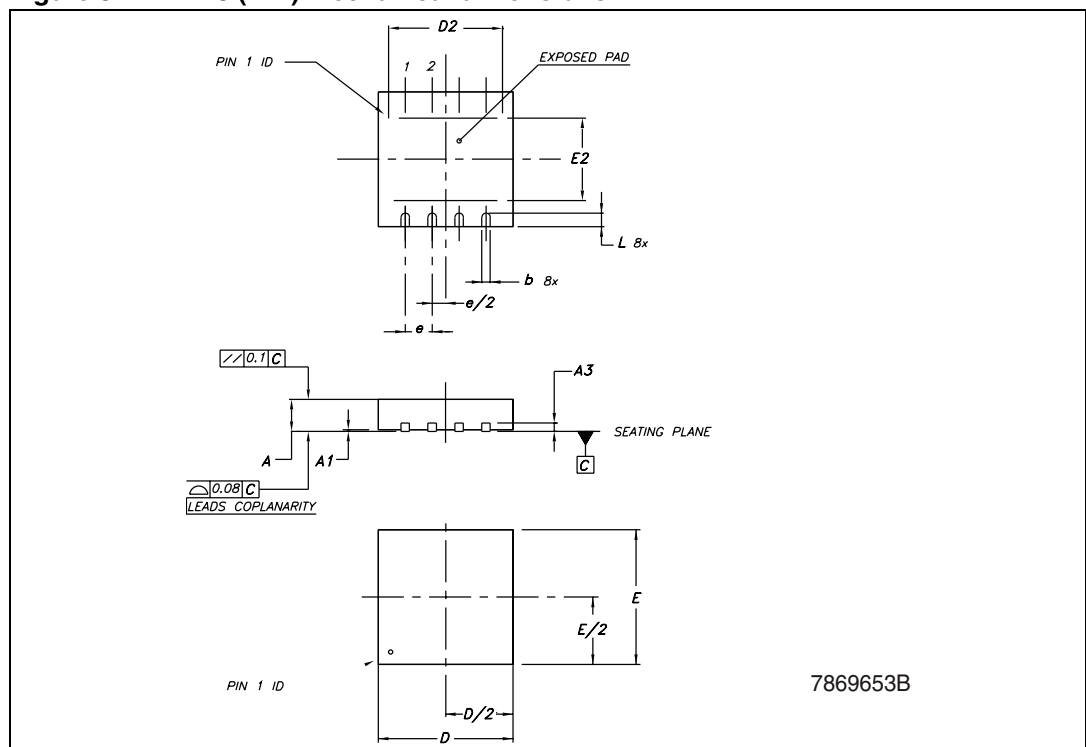 D2
PIN 1 ID
EXPOSED PAD
1 2
E2
L 8x
b 8x
e/2
e
// 0.1 C
A3
SEATING PLANE
A
A1
C
0.08 C
LEADS COPLANARITY
E
E/2
PIN 1 ID
7869653B
D/2
D